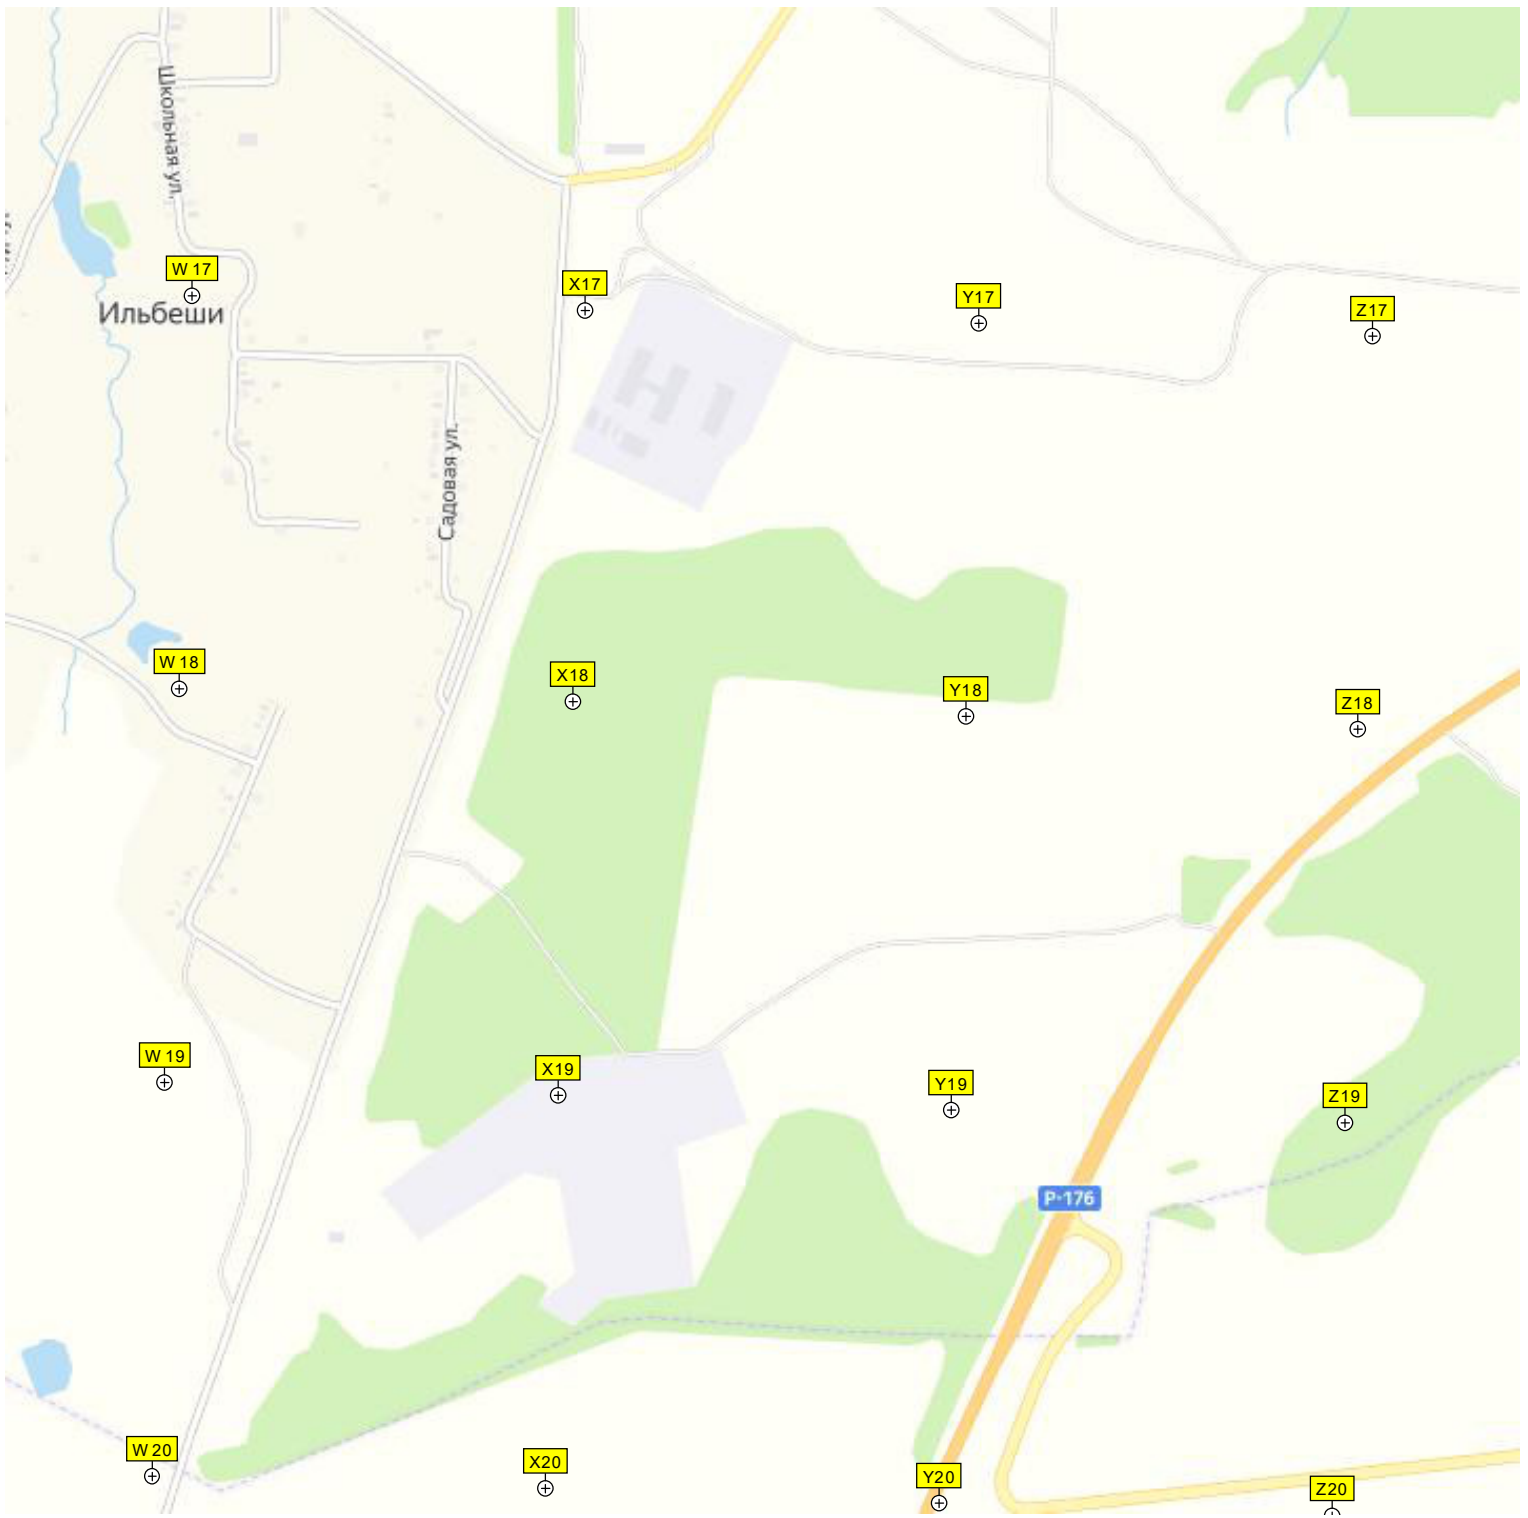 Школьная ул.
W 17
X17
Y17
Z17
Ильбеши
Садовая ул.
W 18
X18
Y18
Z18
W 19
X19
Y19
Z19
Р-176
W 20
X20
Y20
Z20